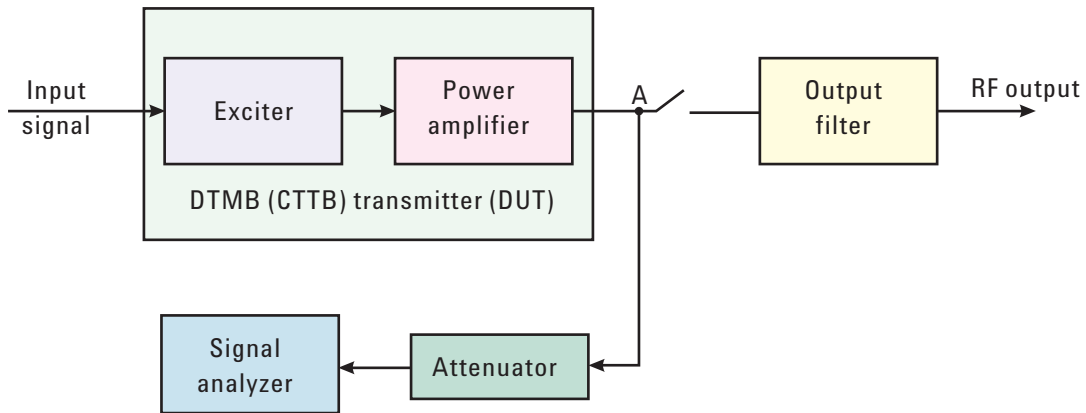 Input
signal
Exciter
Power
amplifier
A
Output
filter
RF output
DTMB (CTTB) transmitter (DUT)
Signal
analyzer
Attenuator